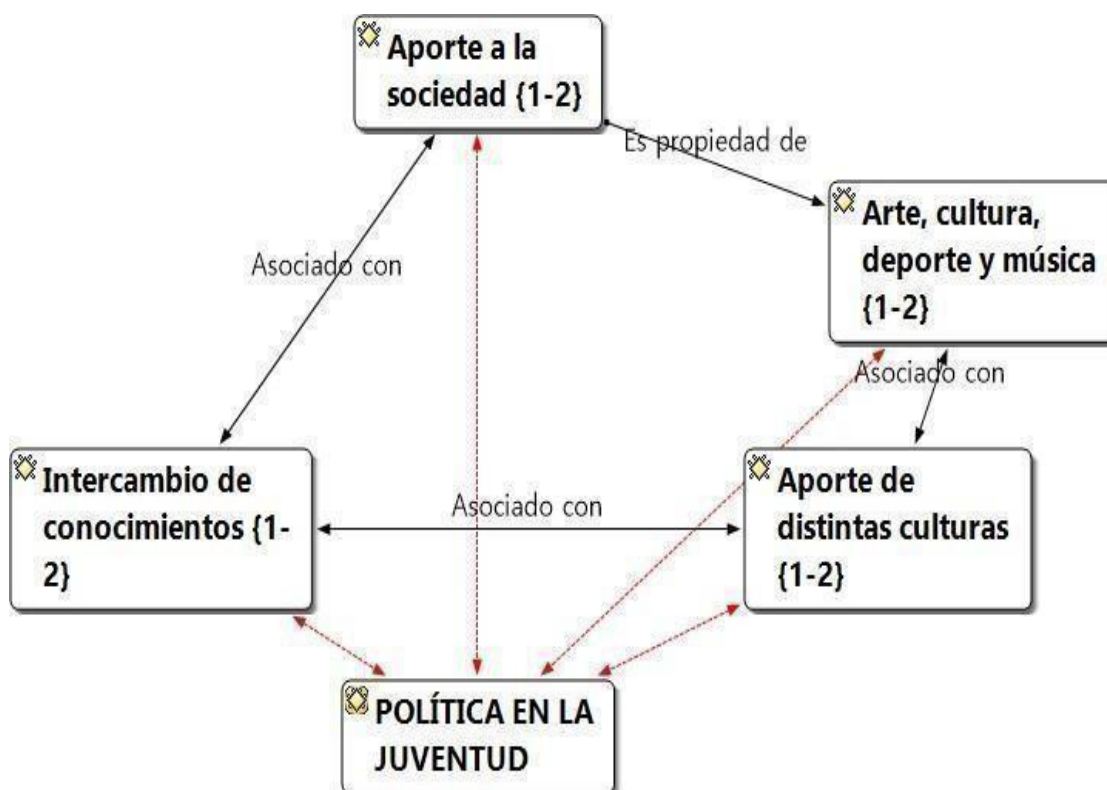 Aporte a la
sociedad {1-2}
Es propiedad de
Arte, cultura,
deporte y música
{1-2}
Asociado con
Asociado con
Intercambio de
conocimientos {1-
2}
Asociado con
Aporte de
distintas culturas
{1-2}
POLÍTICA EN LA
JUVENTUD